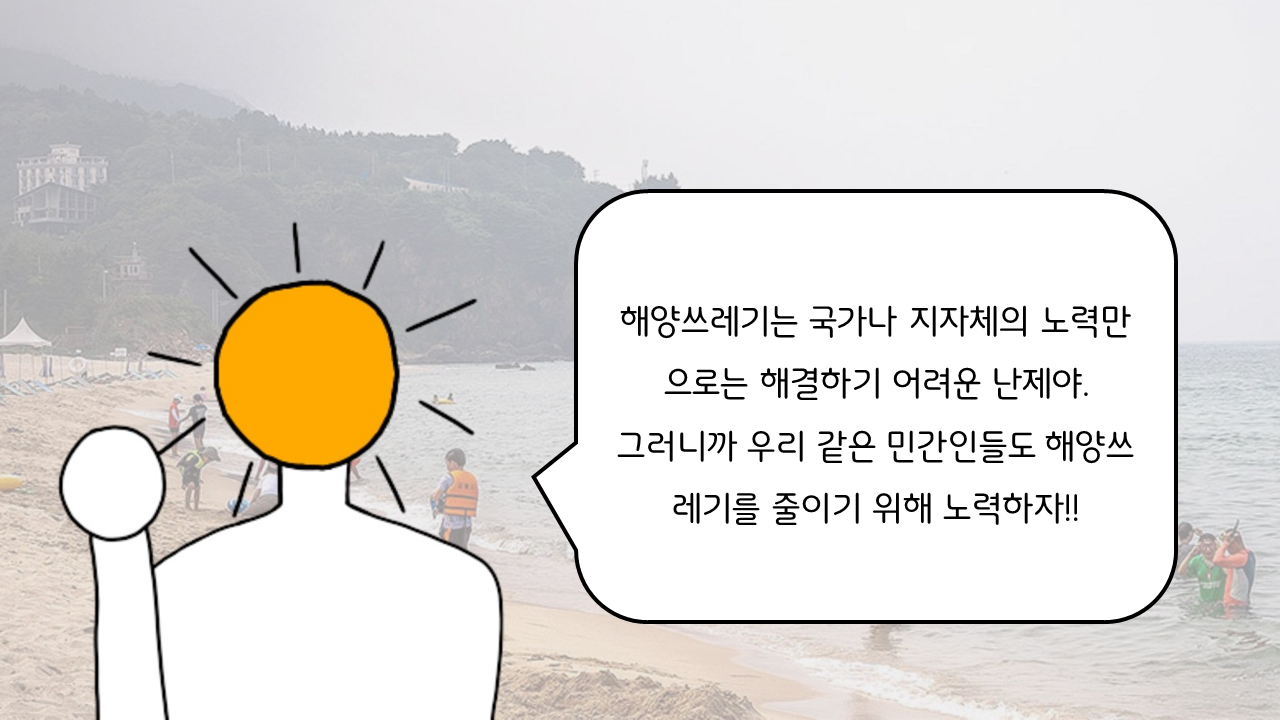 해양쓰레기는 국가나 지자체의 노력만
으로는 해결하기 어려운 난제야.
그러니까 우리 같은 민간인들도 해양쓰
레기를 줄이기 위해 노력하자!!